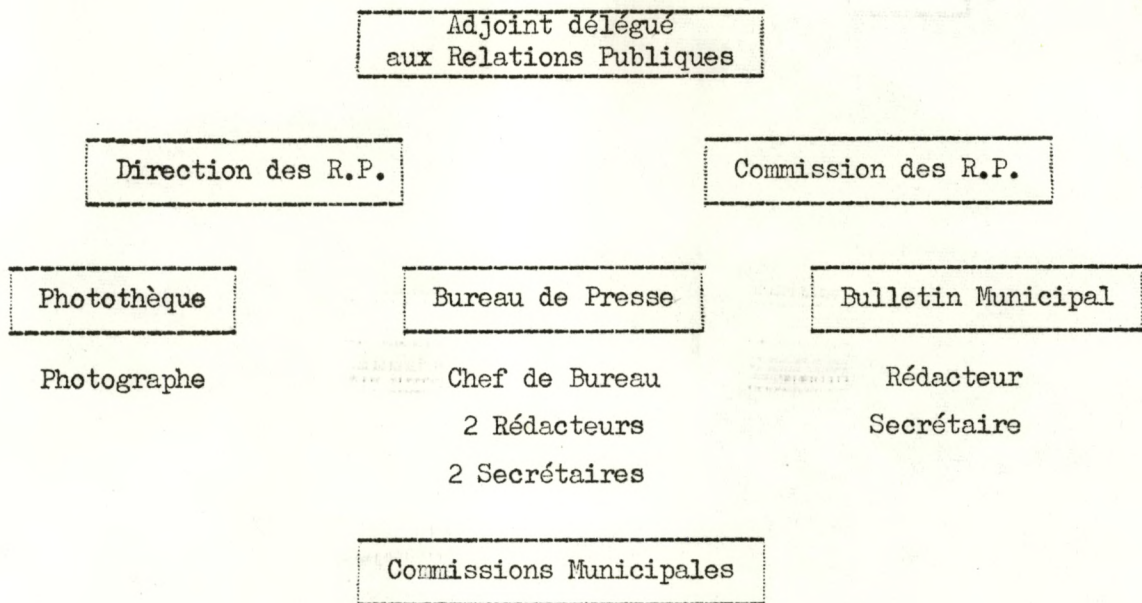 Adjoint délégué
aux Relations Publiques
Direction des R.P.
Commission des R.P.
Photothèque
Bureau de Presse
Bulletin Municipal
Photographe
Chef de Bureau
Rédacteur
2 Rédacteurs
Secrétaire
2 Secrétaires
Commissions Municipales